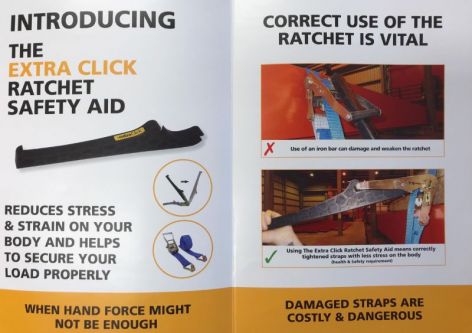 INTRODUCING
THE
EXTRA CLICK
RATCHET
SAFETY AID
REDUCES STRESS
& STRAIN ON YOUR
BODY AND HELPS
TO SECURE YOUR
LOAD PROPERLY
WHEN HAND FORCE MIGHT
NOT BE ENOUGH
CORRECT USE OF THE
RATCHET IS VITAL
Use of an iron bar can damage and weaken the ratchet
Using The Extra Click Ratchet Safety Aid means correctly
tightened straps with less stress on the body
(health & Safety requirement)
DAMAGED STRAPS ARE
COSTLY & DANGEROUS